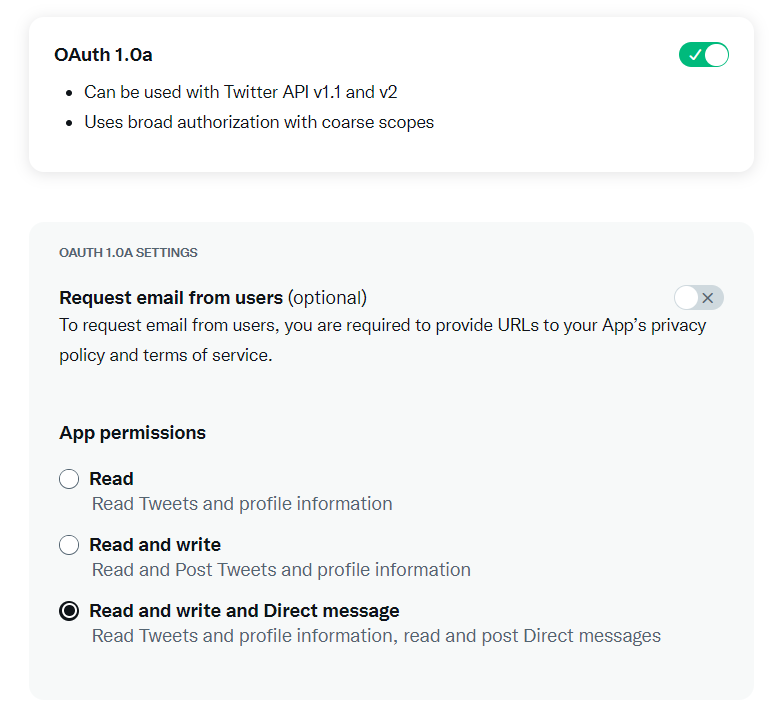 OAuth 1.0a
• Can be used with Twitter API v1.1 and v2
• Uses broad authorization with coarse scopes
OAUTH 1.0A SETTINGS
Request email from users (optional)
To request email from users, you are required to provide URLs to your App’s privacy
policy and terms of service.
App permissions
Read
Read Tweets and profile information
Read and write
Read and Post Tweets and profile information
Read and write and Direct message
Read Tweets and profile information, read and post Direct messages